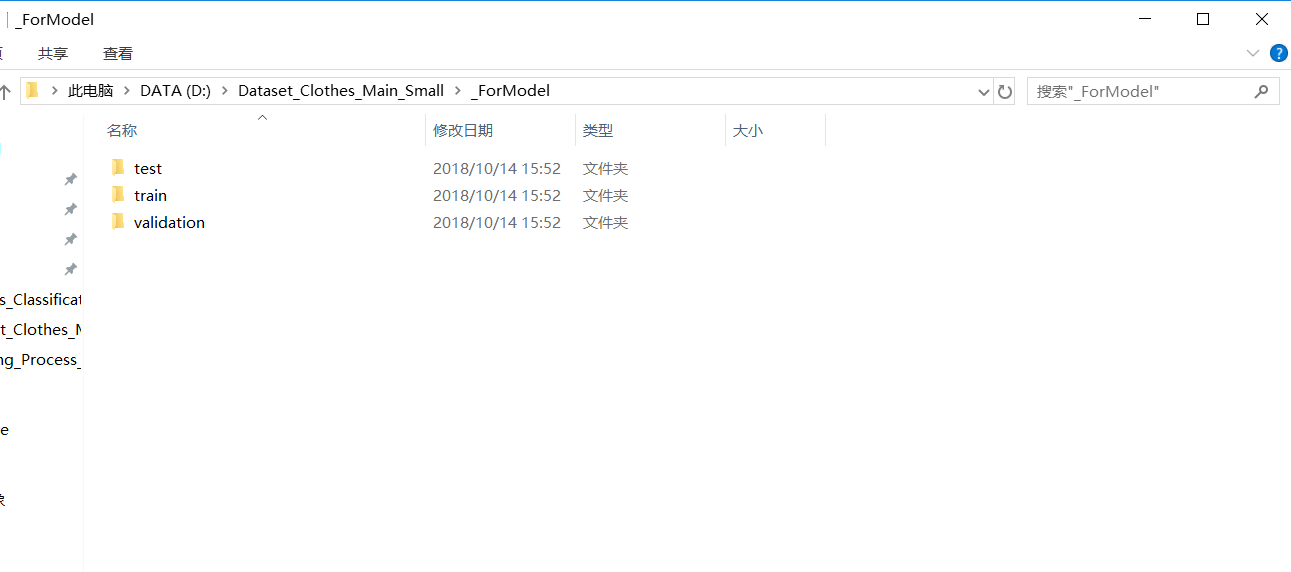 _ForModel
共享 查看
此电脑 DATA (D:) Dataset_Clothes_Main_Small _ForModel 搜索"_ForModel"
名称 修改日期 类型 大小
test 2018/10/14 15:52 文件夹
train 2018/10/14 15:52 文件夹
validation 2018/10/14 15:52 文件夹
s_Classificat
t_Clothes_M
ng_Process_
e